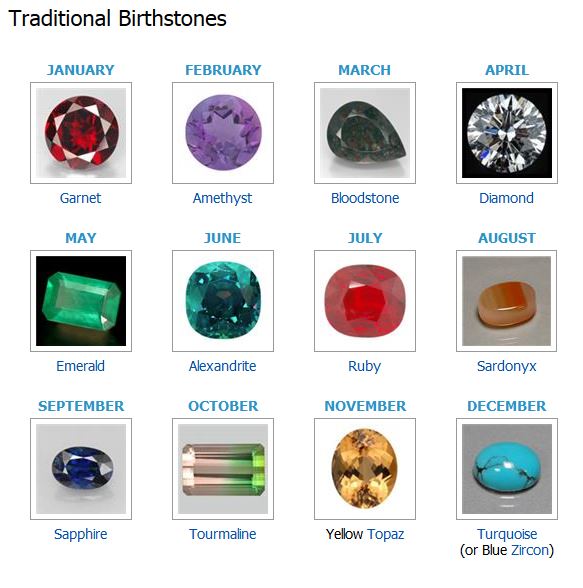 Traditional Birthstones
JANUARY FEBRUARY MARCH APRIL
Garnet Amethyst Bloodstone Diamond
MAY JUNE JULY AUGUST
Emerald Alexandrite Ruby Sardonyx
SEPTEMBER OCTOBER NOVEMBER DECEMBER
Sapphire Tourmaline Yellow Topaz Turquoise
(or Blue Zircon)